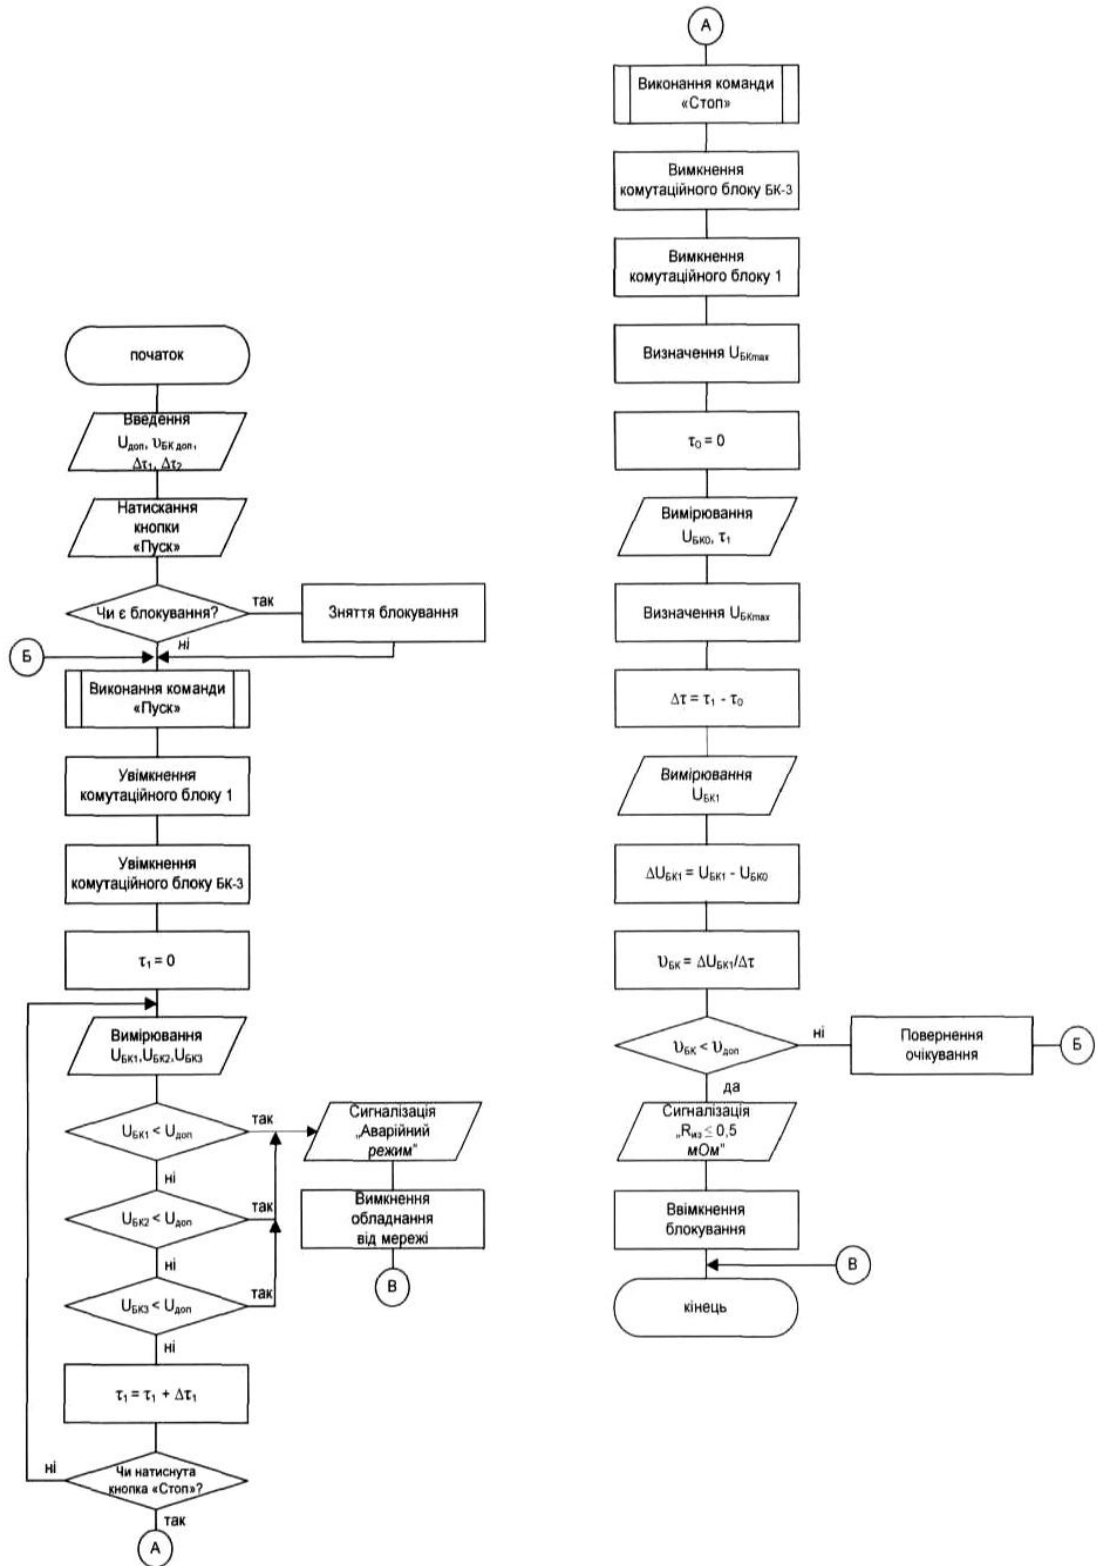 початок
Введення
Uдоп, υБК доп,
Δτ1, Δτ2
Натискання
кнопки
«Пуск»
Чи є блокування?
так
Зняття блокування
ні
Б
Виконання команди
«Пуск»
Увімкнення
комутаційного блоку 1
Увімкнення
комутаційного блоку БК-3
τ1 = 0
Вимірювання
UБК1,UБК2,UБК3
UБК1 < Uдоп
так
Сигналізація
„Аварійний
режим“
ні
UБК2 < Uдоп
так
Вимкнення
обладнання
від мережі
ні
В
UБК3 < Uдоп
так
ні
τ1 = τ1 + Δτ1
ні
Чи натиснута
кнопка «Стоп»?
так
А
А
Виконання команди
«Стоп»
Вимкнення
комутаційного блоку БК-3
Вимкнення
комутаційного блоку 1
Визначення UБКmax
τ0 = 0
Вимірювання
UБК0, τ1
Визначення UБКmax
Δτ = τ1 - τ0
Вимірювання
UБК1
ΔUБК1 = UБК1 - UБК0
υБК = ΔUБК1/Δτ
υБК < υдоп
ні
Повернення
очікування
Б
да
Сигналізація
„Rиз ≤ 0,5
мОм“
Ввімкнення
блокування
В
кінець